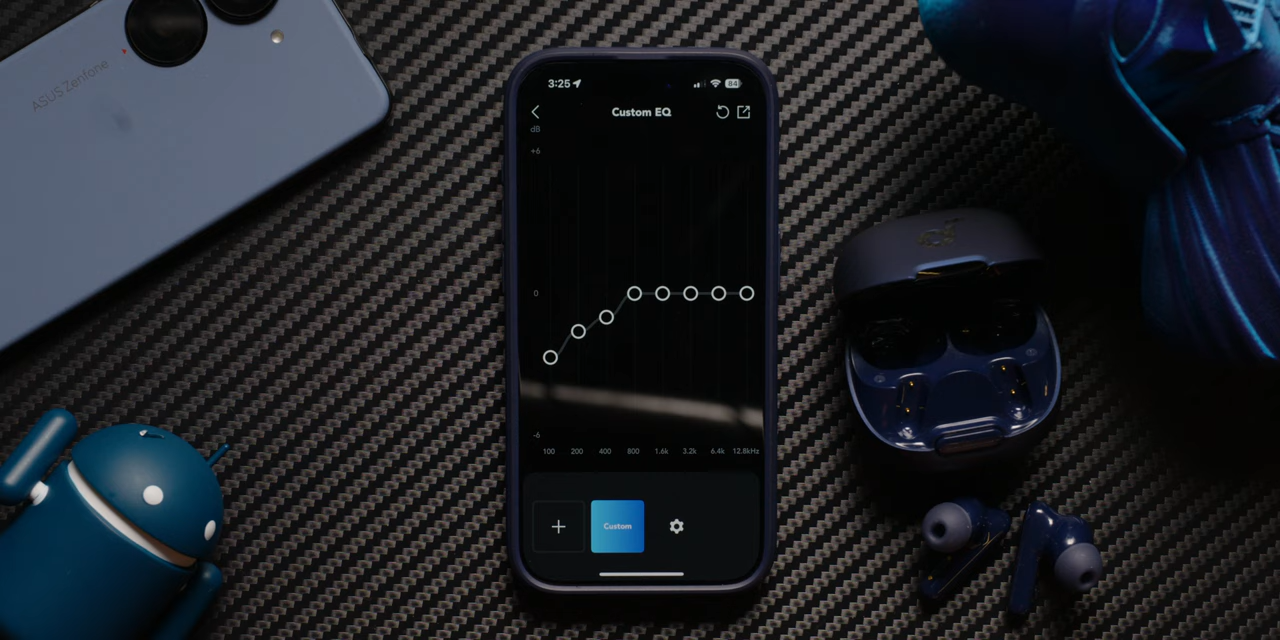 ASUS Zenfone
3:25
84
Custom EQ
dB
+6
0
-6
100 200 400 800 1.6k 3.2k 6.4k 12.8kHz
Custom